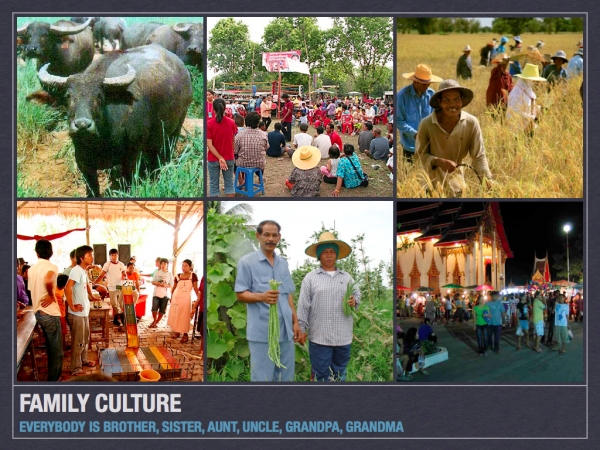 FAMILY CULTURE
EVERYBODY IS BROTHER, SISTER, AUNT, UNCLE, GRANDPA, GRANDMA